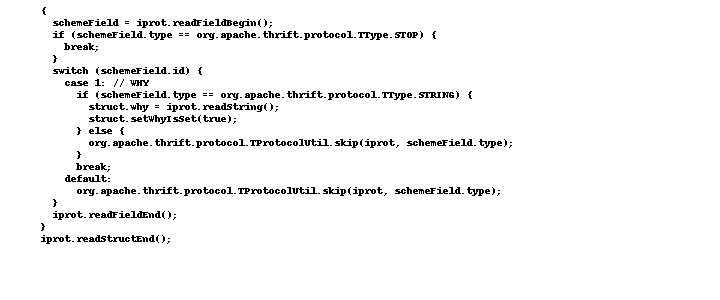 {
  schemeField = iprot.readFieldBegin();
  if (schemeField.type == org.apache.thrift.protocol.TType.STOP) {
    break;
  }
  switch (schemeField.id) {
    case 1: // WHY
      if (schemeField.type == org.apache.thrift.protocol.TType.STRING) {
        struct.why = iprot.readString();
        struct.setWhyIsSet(true);
      } else {
        org.apache.thrift.protocol.TProtocolUtil.skip(iprot, schemeField.type);
      }
      break;
    default:
      org.apache.thrift.protocol.TProtocolUtil.skip(iprot, schemeField.type);
  }
  iprot.readFieldEnd();
}
iprot.readStructEnd();